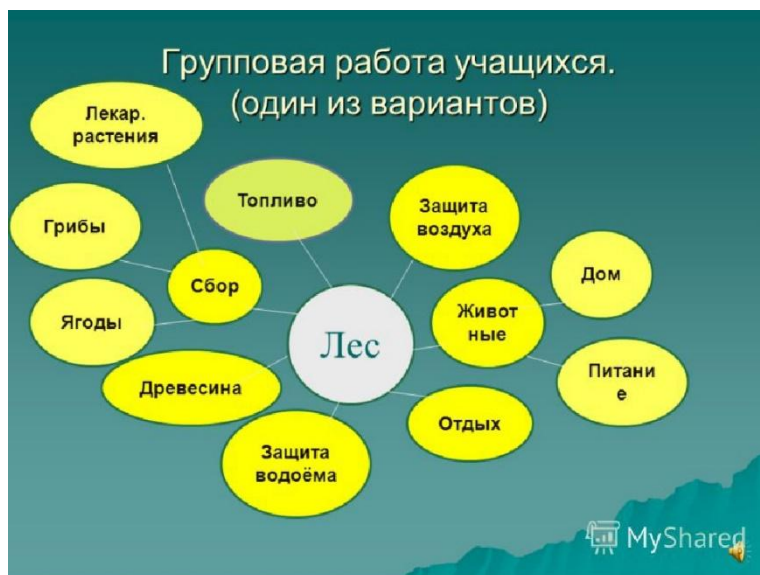 Групповая работа учащихся.
(один из вариантов)
Лекар.
растения
Топливо
Защита
воздуха
Грибы
Сбор
Дом
Ягоды
Живот
ные
Лес
Древесина
Питани
е
Отдых
Защита
водоёма
MyShared